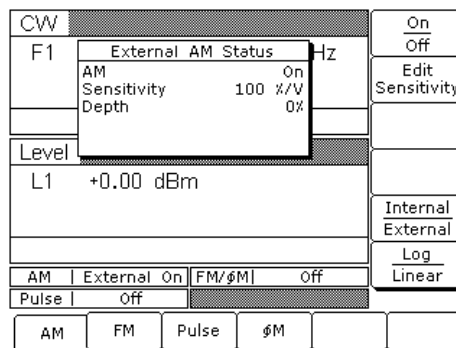 CW
F1 Hz
External AM Status
AM On
Sensitivity 100 %/V
Depth 0%
Level
L1 +0.00 dBm
AM | External On FM/ϕM| Off
Pulse | Off
AM FM Pulse ϕM
On
Off
Edit
Sensitivity
Internal
External
Log
Linear